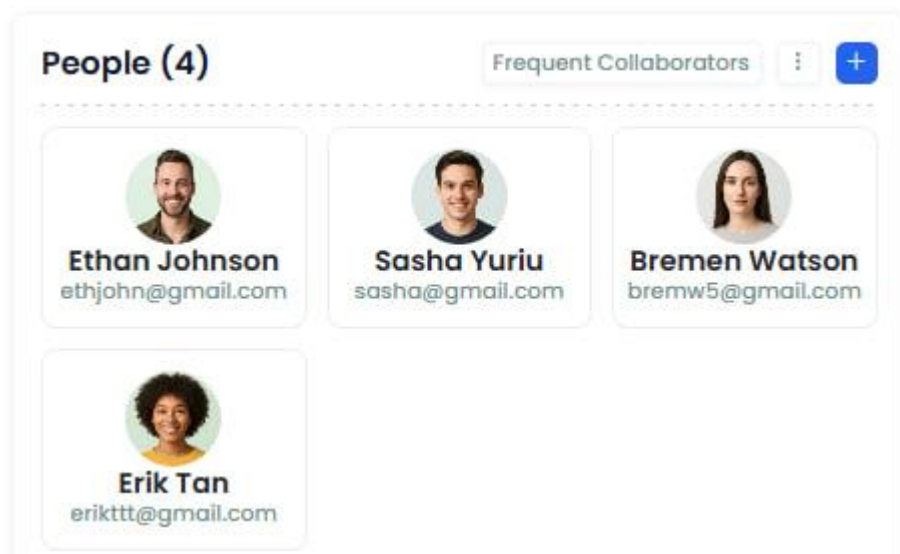 People (4)
Frequent Collaborators
Ethan Johnson
ethjohn@gmail.com
Sasha Yuriu
sasha@gmail.com
Bremen Watson
bremw5@gmail.com
Erik Tan
erikttt@gmail.com